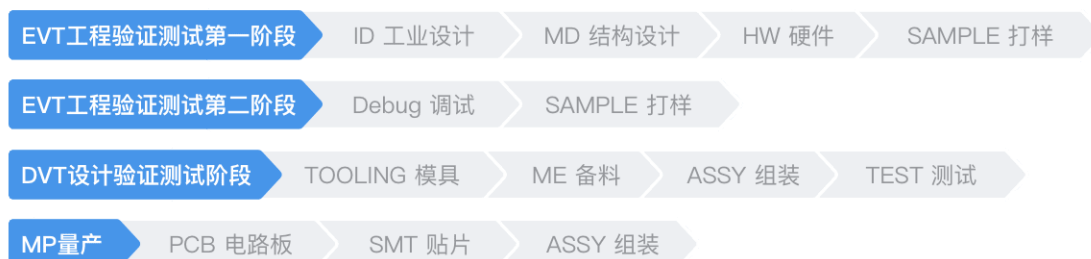 EVT工程验证测试第一阶段 ID 工业设计 MD 结构设计 HW 硬件 SAMPLE 打样
EVT工程验证测试第二阶段 Debug 调试 SAMPLE 打样
DVT设计验证测试阶段 TOOLING 模具 ME 备料 ASSY 组装 TEST 测试
MP量产 PCB 电路板 SMT 贴片 ASSY 组装